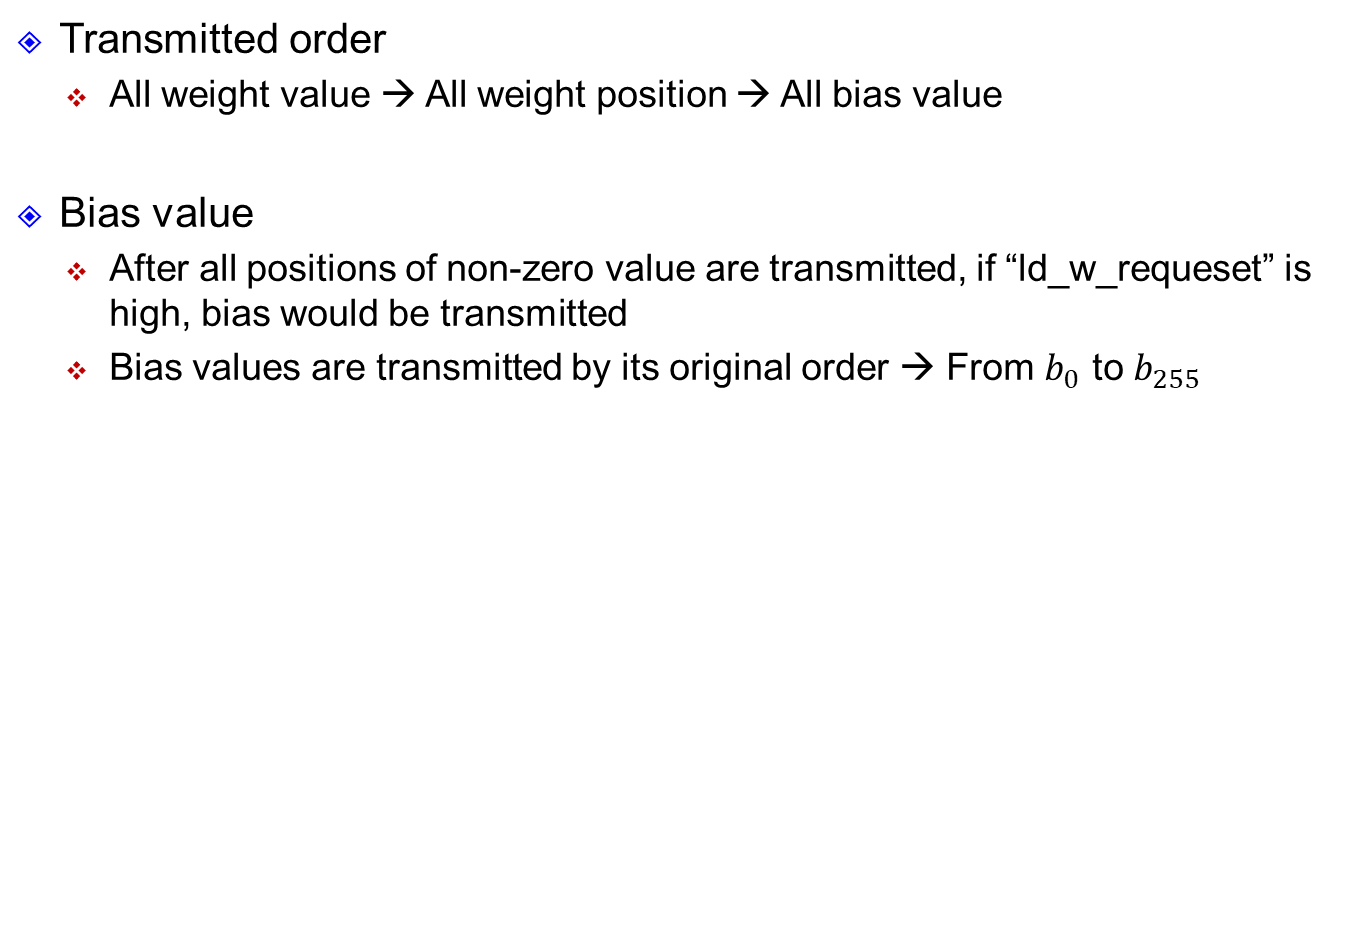 Transmitted order
All weight value → All weight position → All bias value
Bias value
After all positions of non-zero value are transmitted, if “ld_w_requeset” is
high, bias would be transmitted
Bias values are transmitted by its original order → From b₀ to b₂₅₅